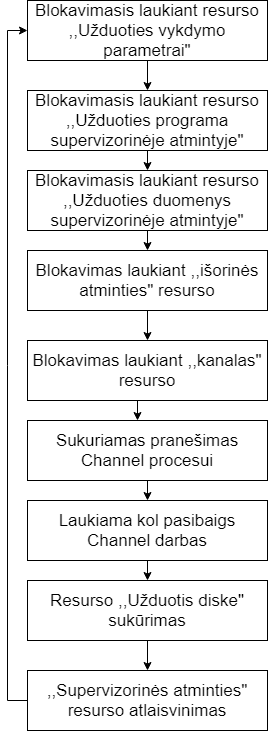 Blokavimasis laukiant resurso
,,Užduoties vykdymo
parametrai"
Blokavimasis laukiant resurso
,,Užduoties programa
supervizorinėje atmintyje"
Blokavimasis laukiant resurso
,,Užduoties duomenys
supervizorinėje atmintyje"
Blokavimas laukiant ,,išorinės
atminties" resurso
Blokavimas laukiant ,,kanalas"
resurso
Sukuriamas pranešimas
Channel procesui
Laukiama kol pasibaigs
Channel darbas
Resurso ,,Užduotis diske"
sukūrimas
,,Supervizorinės atminties"
resurso atlaisvinimas